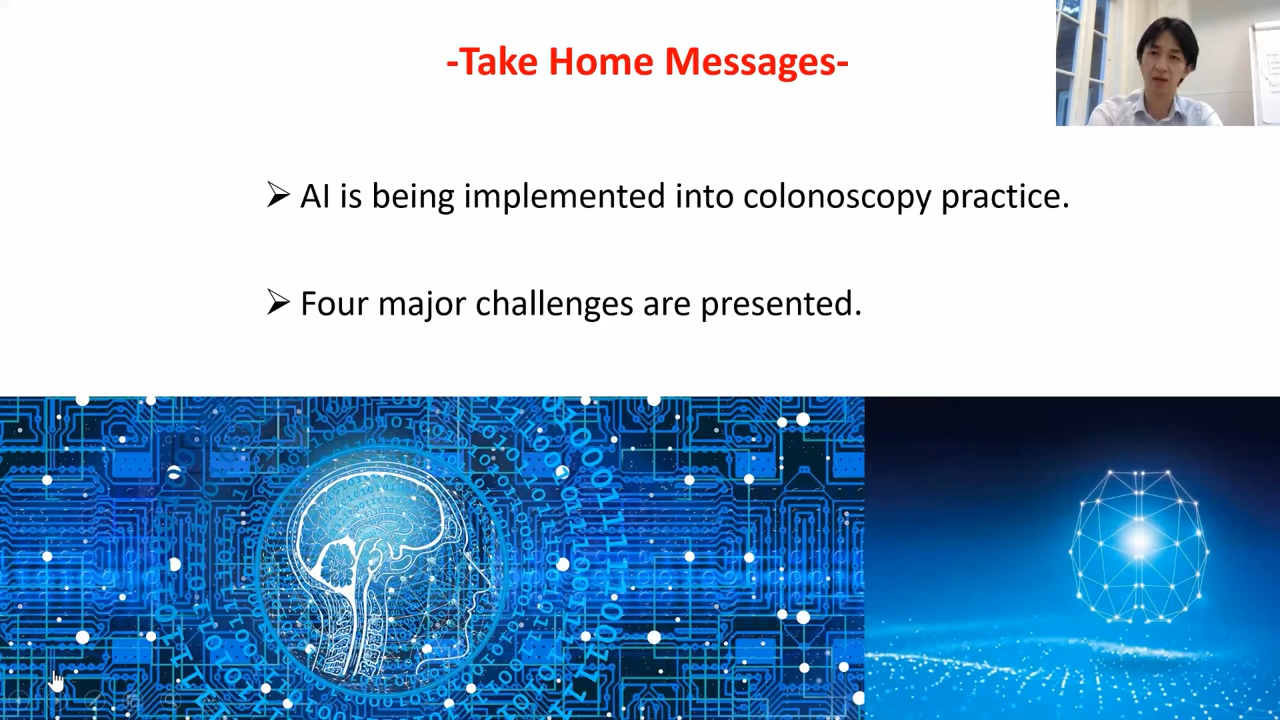 -Take Home Messages-
➢ AI is being implemented into colonoscopy practice.
➢ Four major challenges are presented.